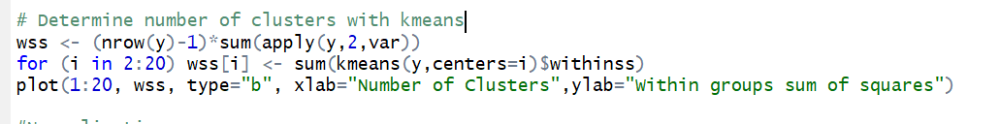 # Determine number of clusters with kmeans
wss <- (nrow(y)-1)*sum(apply(y,2,var))
for (i in 2:20) wss[i] <- sum(kmeans(y,centers=i)$withinss)
plot(1:20, wss, type="b", xlab="Number of Clusters",ylab="within groups sum of squares")